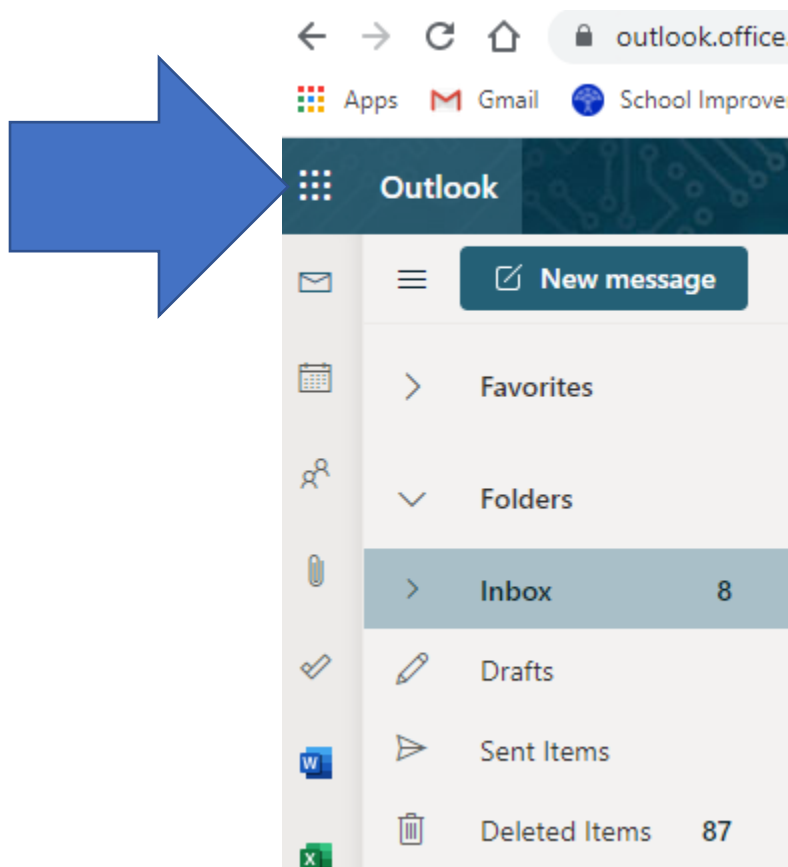 outlook.office.
Apps Gmail School Improve
Outlook
New message
Favorites
Folders
Inbox 8
Drafts
Sent Items
W
Deleted Items 87
X